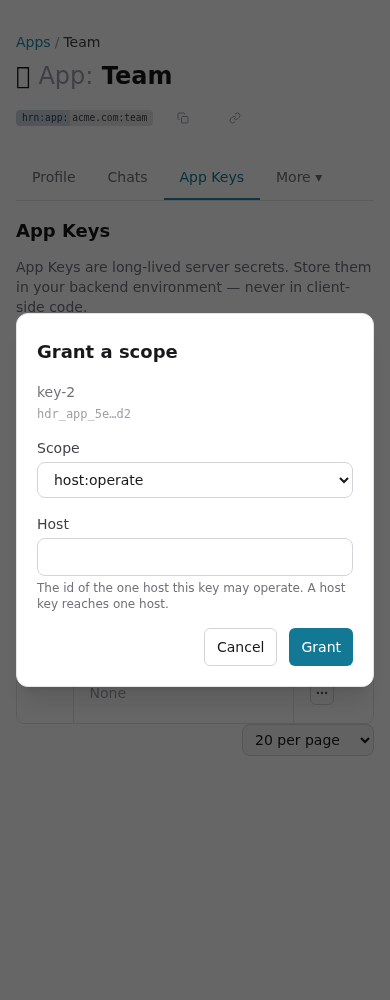 Apps / Team
App: Team
hrn:app: acme.com:team
Profile
Chats
App Keys
More ▾
App Keys
App Keys are long-lived server secrets. Store them
in your backend environment — never in client-
side code.
Grant a scope
key-2
hdr_app_5e…d2
Scope
host:operate
Host
The id of the one host this key may operate. A host
key reaches one host.
Cancel
Grant
None
20 per page